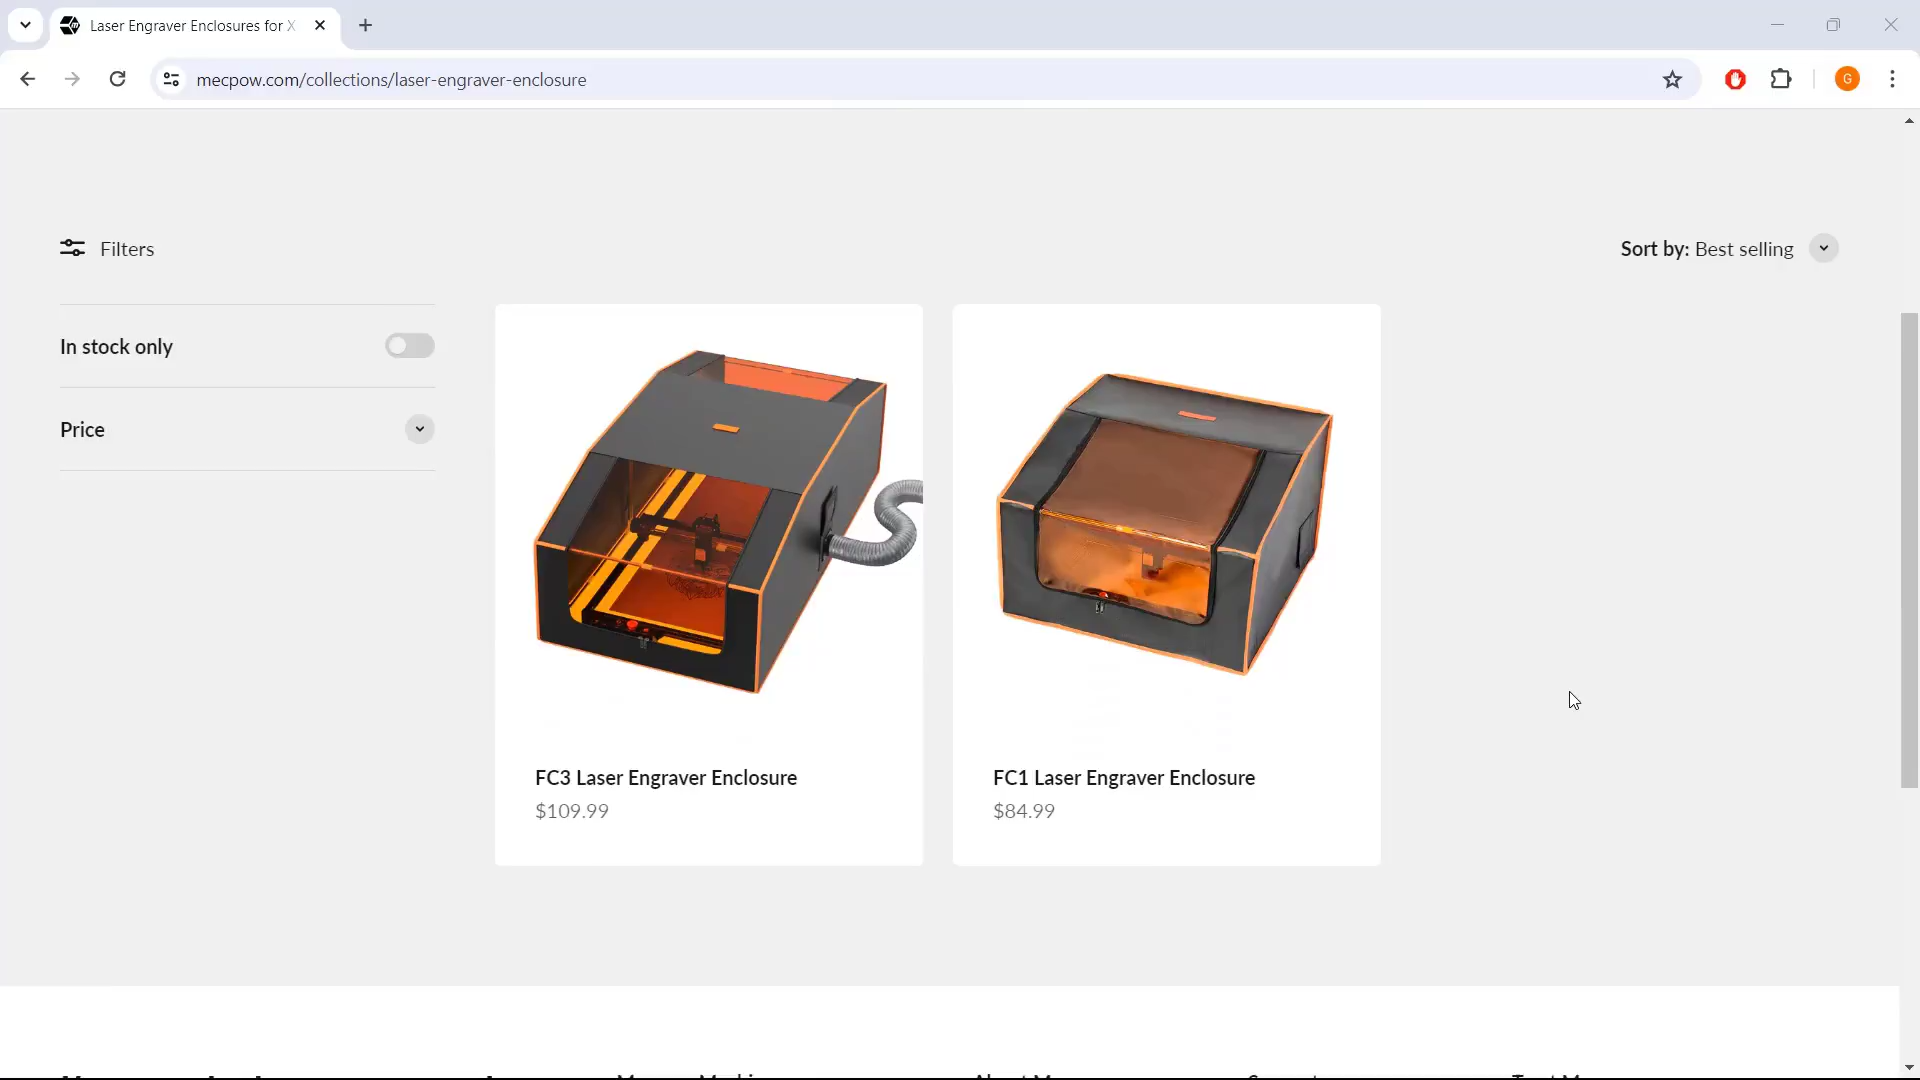 Laser Engraver Enclosures for X
mecpow.com/collections/laser-engraver-enclosure
G
Filters
Sort by: Best selling
In stock only
Price
FC3 Laser Engraver Enclosure
$109.99
FC1 Laser Engraver Enclosure
$84.99